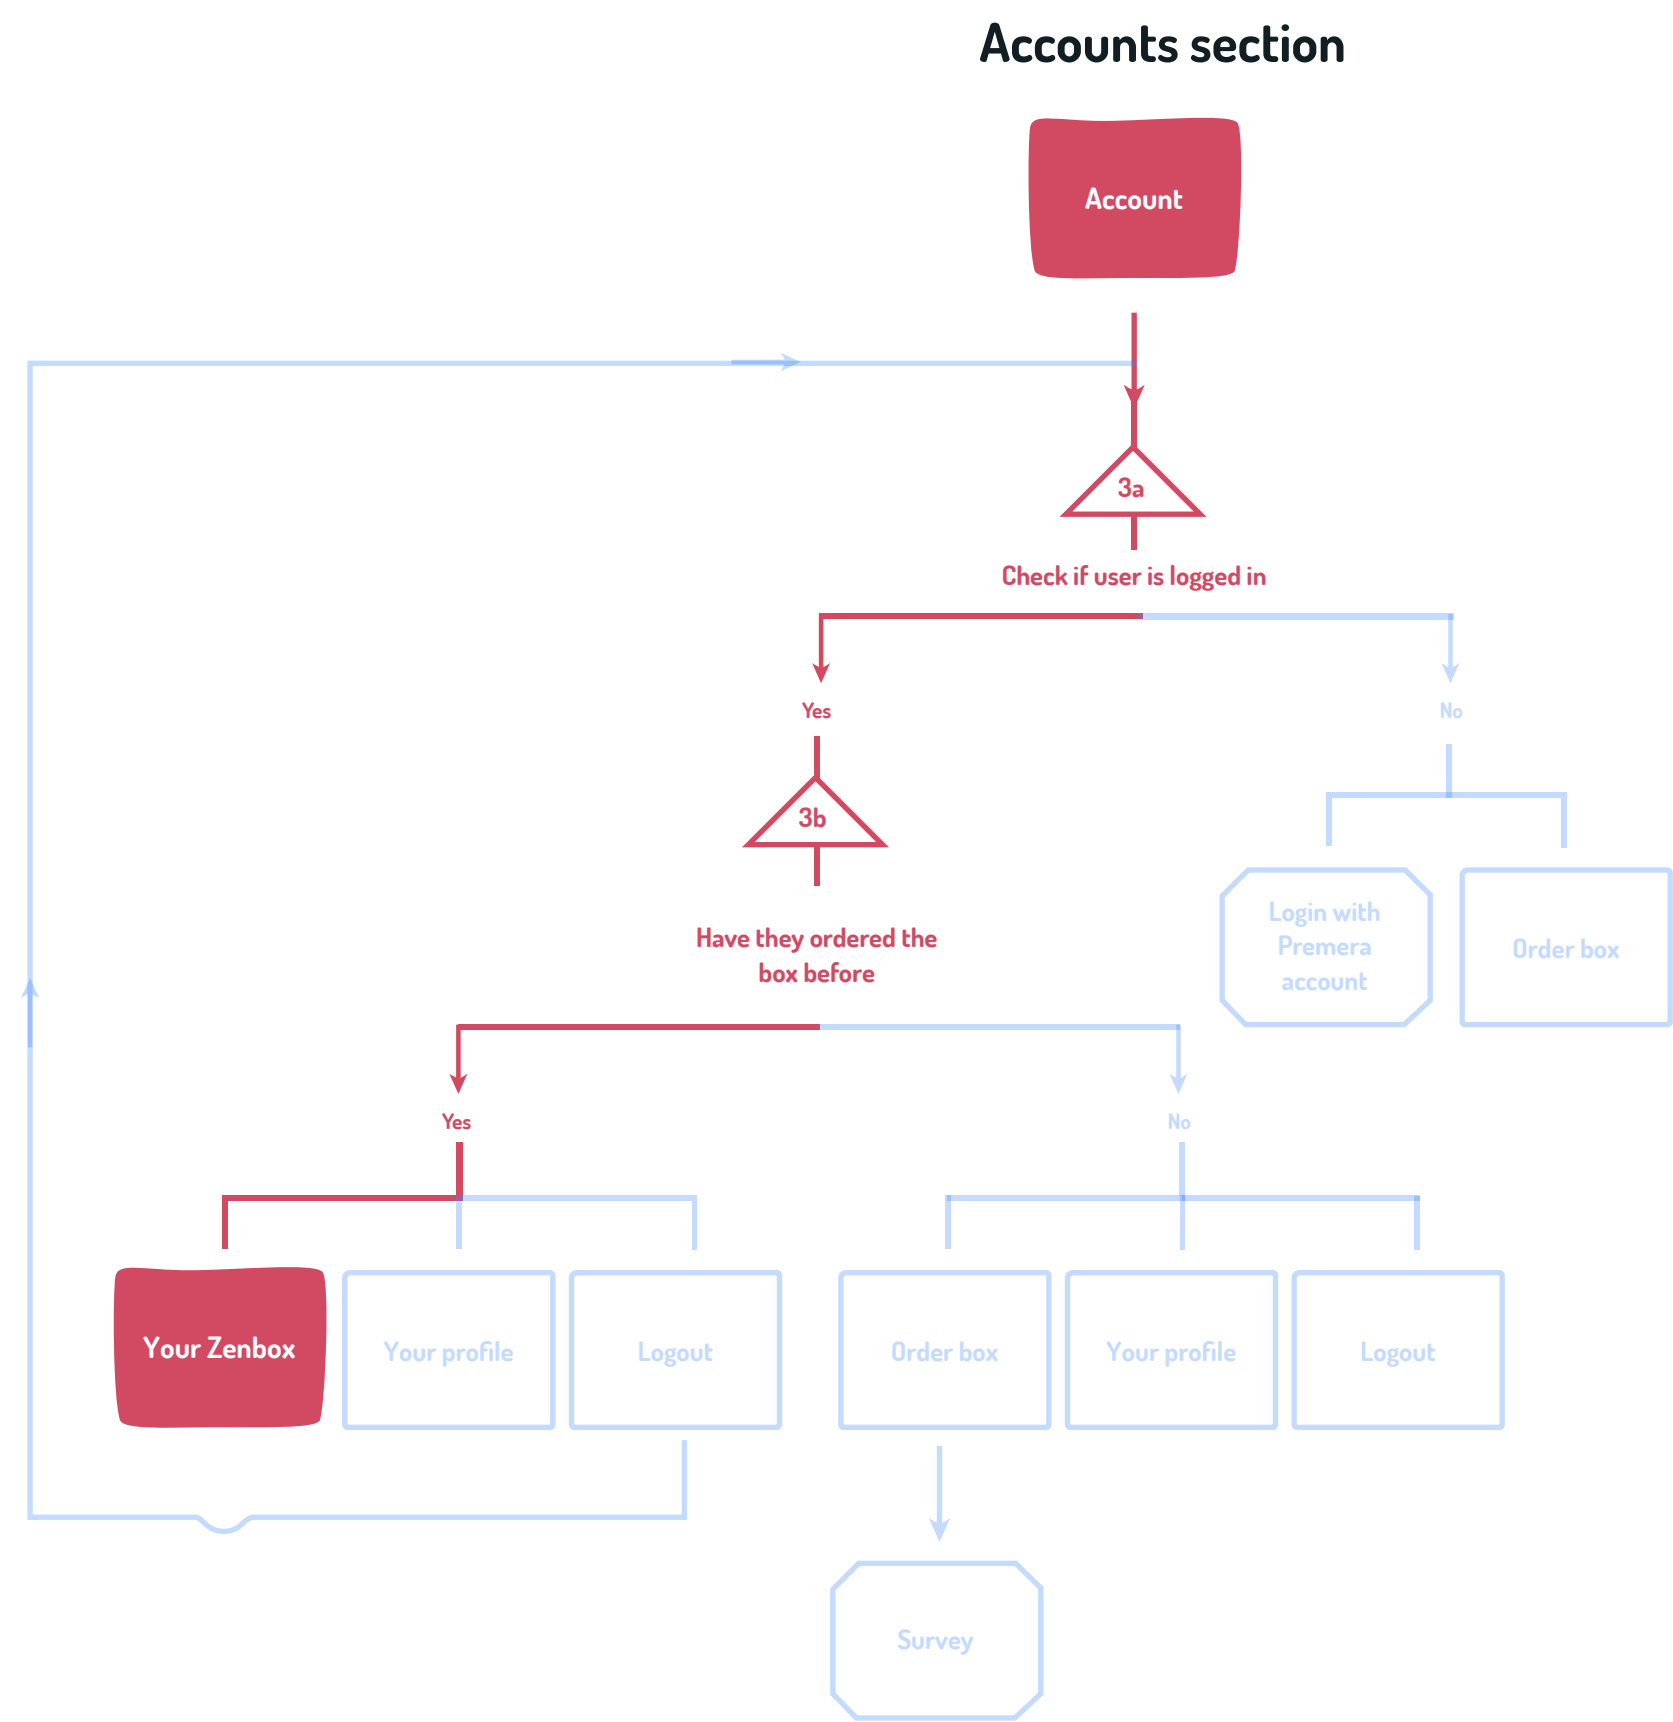 Accounts section
Account
3a
Check if user is logged in
Yes
No
3b
Have they ordered the
box before
Login with
Premera
account
Order box
Yes
No
Your Zenbox
Your profile
Logout
Order box
Your profile
Logout
Survey